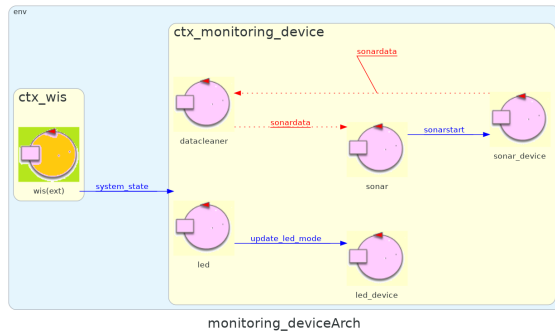 env
ctx_monitoring_device
sonardata
ctx_wis
datacleaner
sonardata
sonarstart
sonar_device
sonar
wis(ext)
system_state
update_led_mode
led
led_device
monitoring_deviceArch